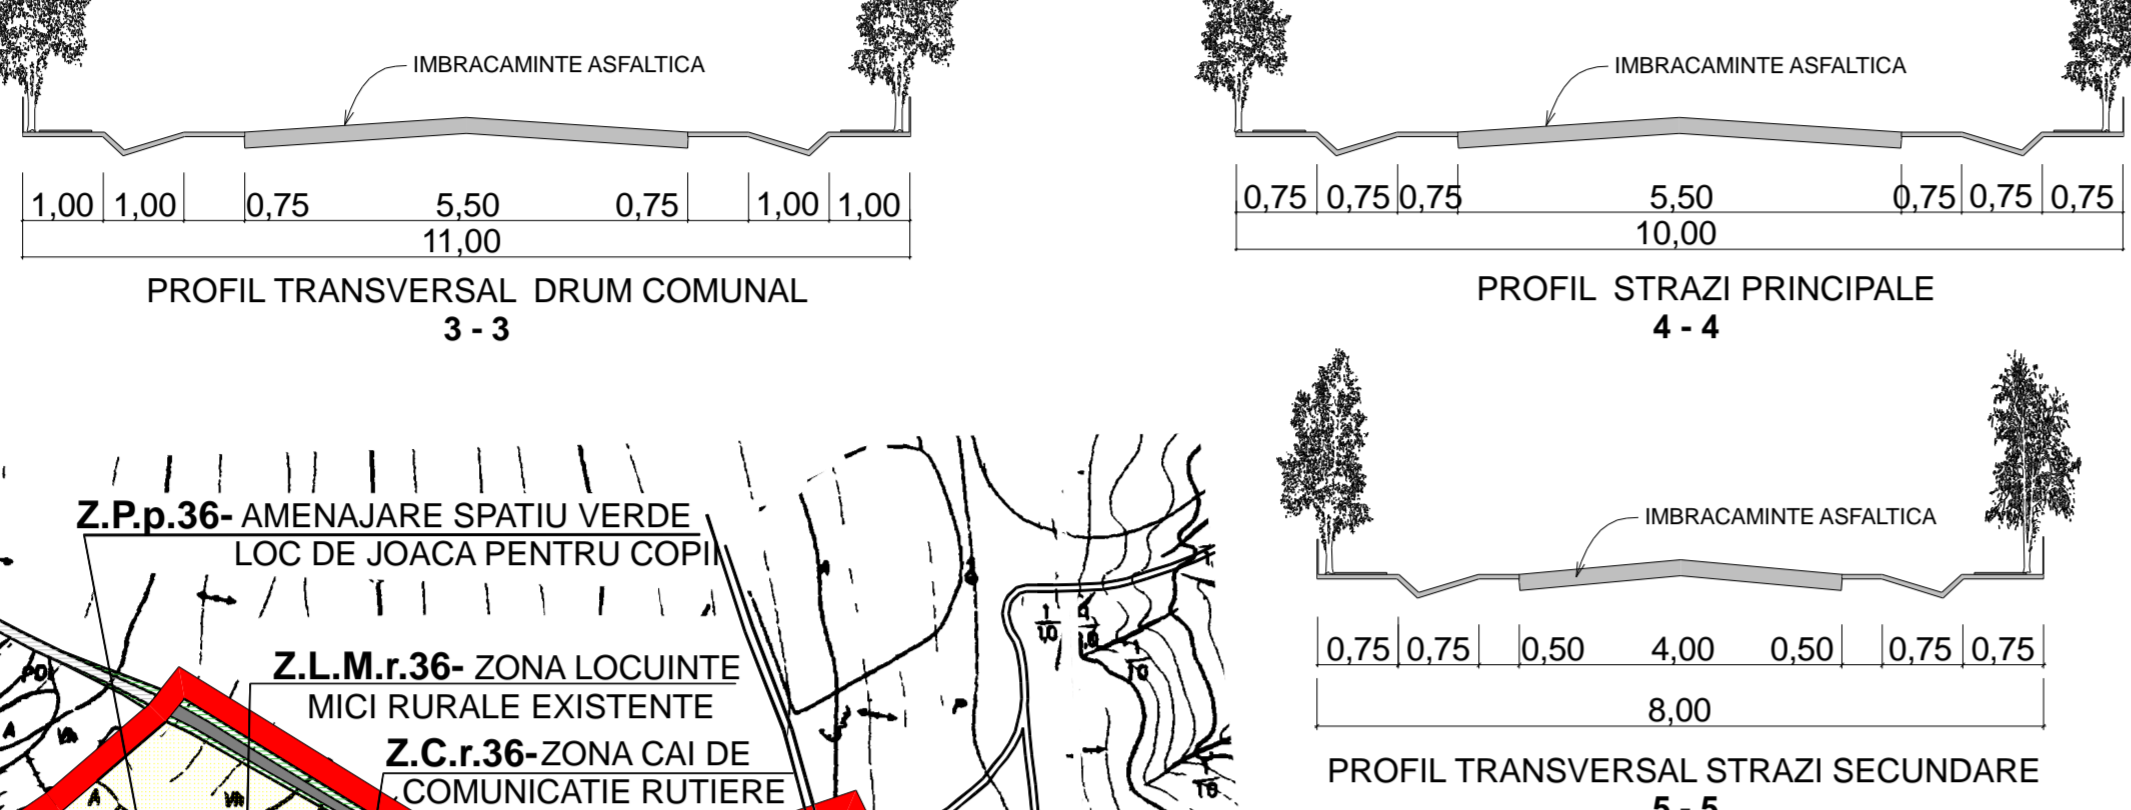 IMBRACAMINTE ASFALTICA
1,00 1,00 0,75 5,50 0,75 1,00 1,00
11,00
PROFIL TRANSVERSAL DRUM COMUNAL
3 - 3
IMBRACAMINTE ASFALTICA
0,75 0,75 0,75 5,50 0,75 0,75 0,75
10,00
PROFIL STRAZI PRINCIPALE
4 - 4
IMBRACAMINTE ASFALTICA
0,75 0,75 0,50 4,00 0,50 0,75 0,75
8,00
PROFIL TRANSVERSAL STRAZI SECUNDARE
5 - 5
Z.P.p.36- AMENAJARE SPATIU VERDE
LOC DE JOACA PENTRU COPII
Z.L.M.r.36- ZONA LOCUINTE
MICI RURALE EXISTENTE
Z.C.r.36-ZONA CAI DE
COMUNICATIE RUTIERE
A
A